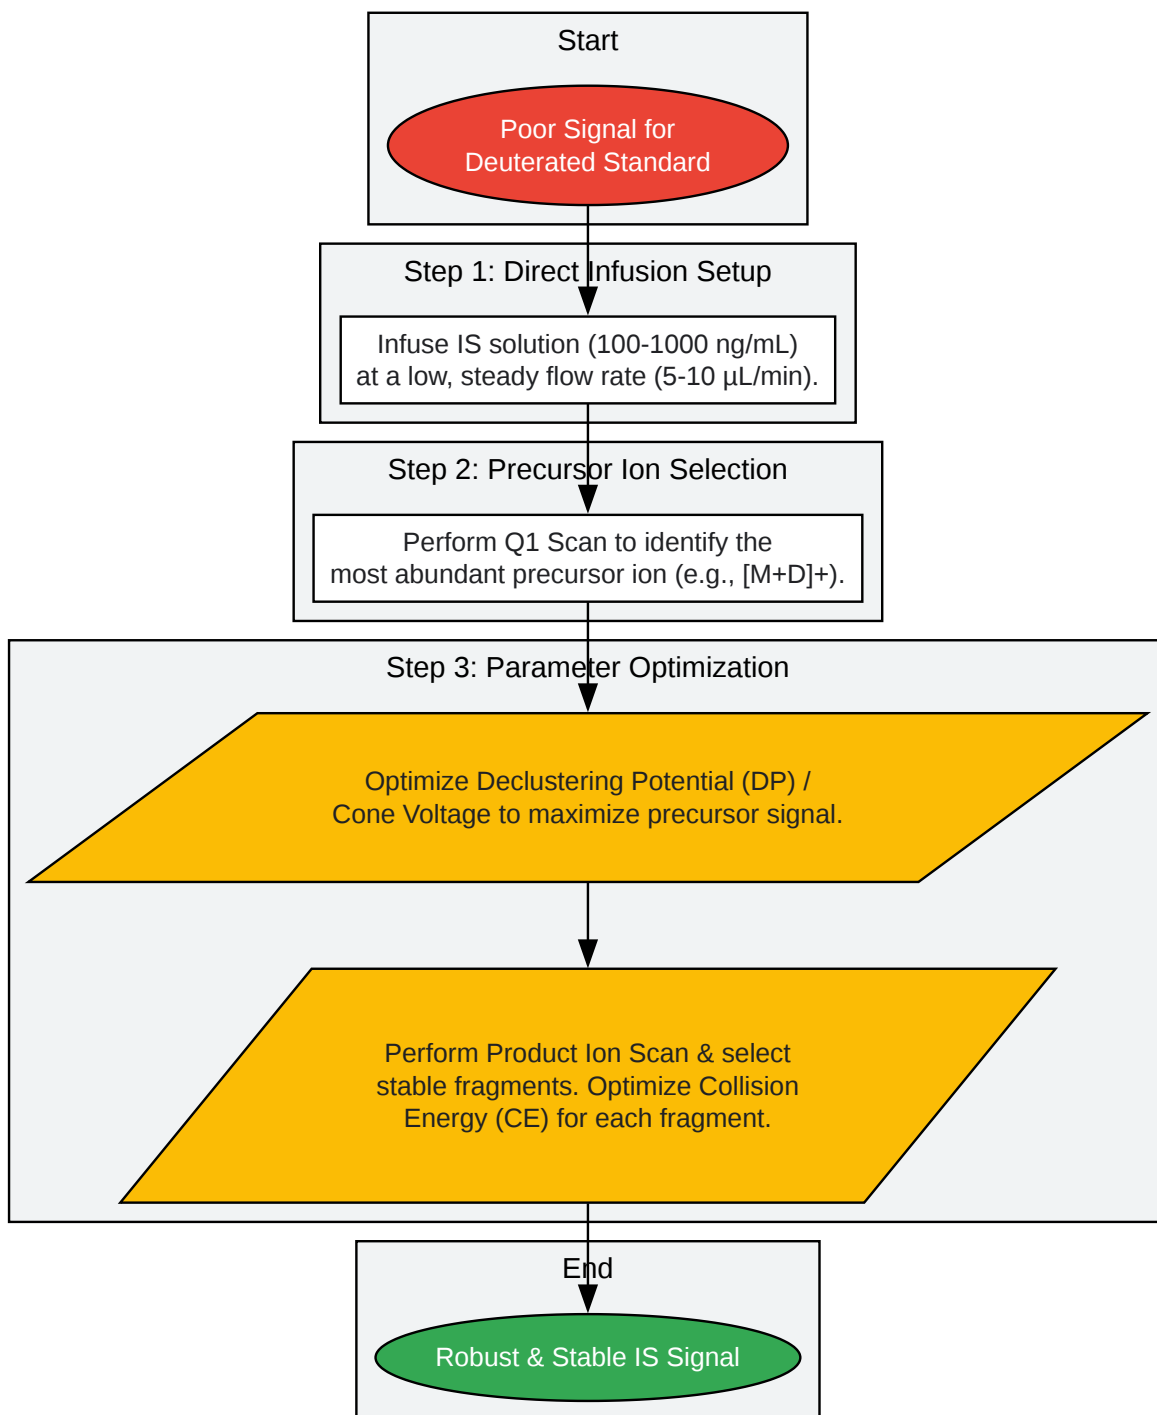 Start
Poor Signal for
Deuterated Standard
Step 1: Direct Infusion Setup
Infuse IS solution (100-1000 ng/mL)
at a low, steady flow rate (5-10 µL/min).
Step 2: Precursor Ion Selection
Perform Q1 Scan to identify the
most abundant precursor ion (e.g., [M+D]+).
Step 3: Parameter Optimization
Optimize Declustering Potential (DP) /
Cone Voltage to maximize precursor signal.
Perform Product Ion Scan & select
stable fragments. Optimize Collision
Energy (CE) for each fragment.
End
Robust & Stable IS Signal